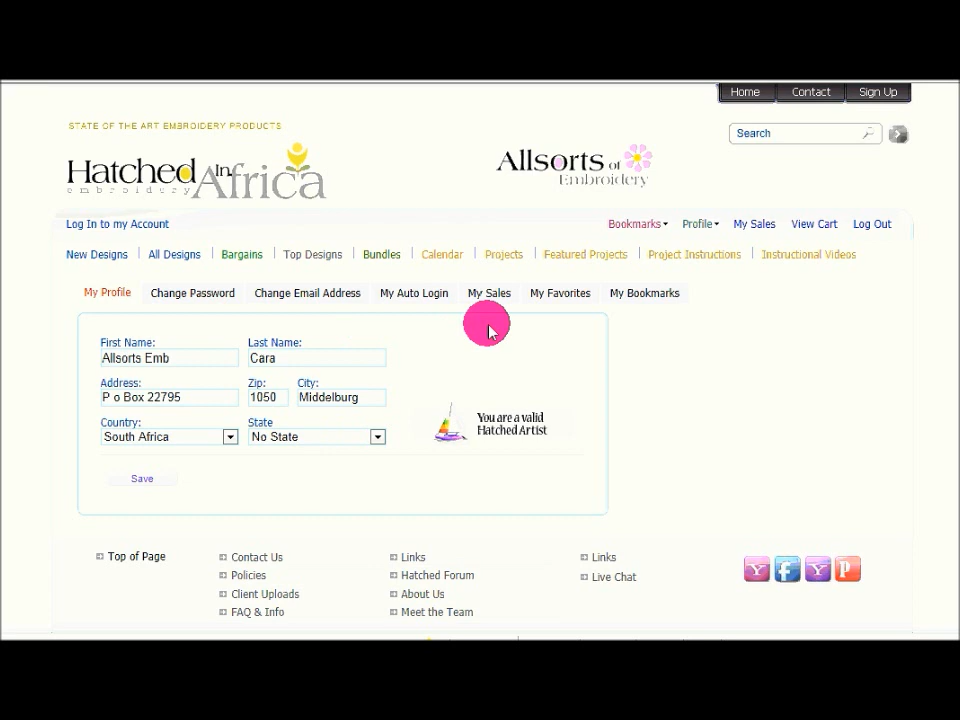 Home Contact Sign Up
STATE OF THE ART EMBROIDERY PRODUCTS
Search
Hatched In Africa
embroidery
Allsorts of
Embroidery
Log In to my Account Bookmarks Profile My Sales View Cart Log Out
New Designs All Designs Bargains Top Designs Bundles Calendar Projects Featured Projects Project Instructions Instructional Videos
My Profile Change Password Change Email Address My Auto Login My Sales My Favorites My Bookmarks
First Name: Last Name:
Allsorts Emb Cara
Address: Zip: City:
P o Box 22795 1050 Middelburg
You are a valid
Hatched Artist
Country: State
South Africa No State
Save
Top of Page Contact Us Links Links
Policies Hatched Forum Live Chat
Client Uploads About Us
FAQ & Info Meet the Team